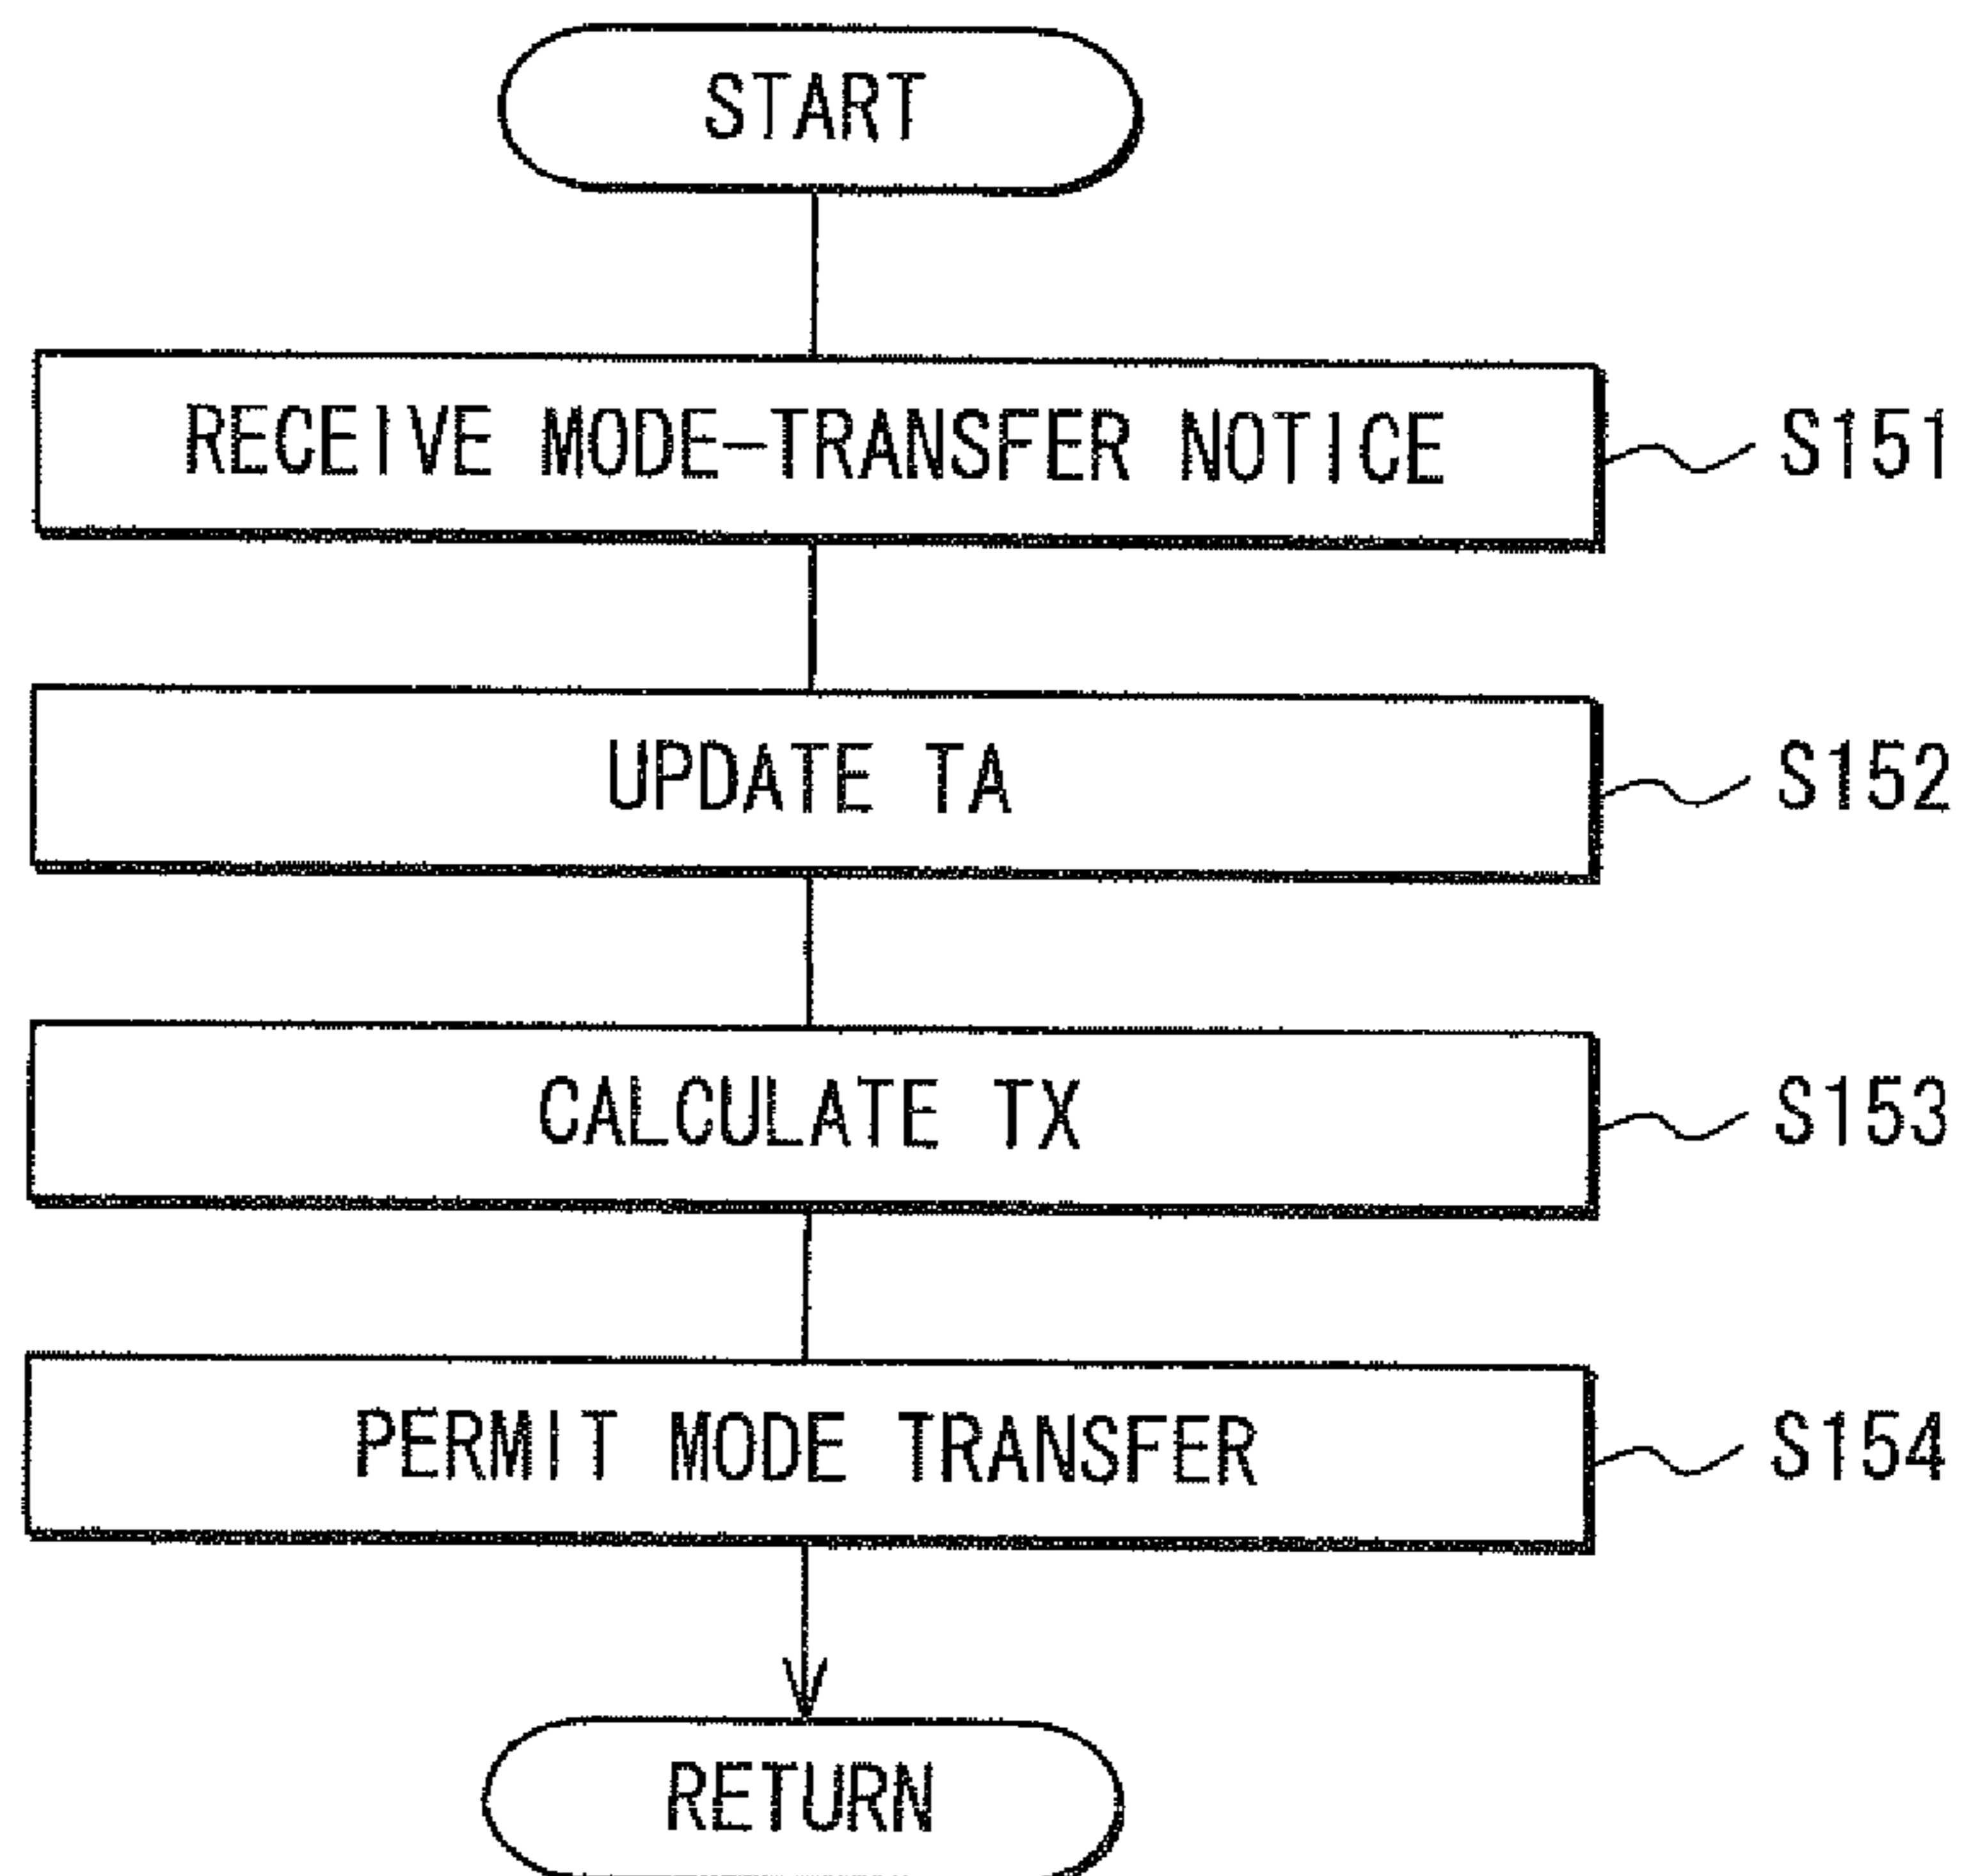 START
RECEIVE MODE-TRANSFER NOTICE S151
UPDATE TA S152
CALCULATE TX S153
PERMIT MODE TRANSFER S154
RETURN